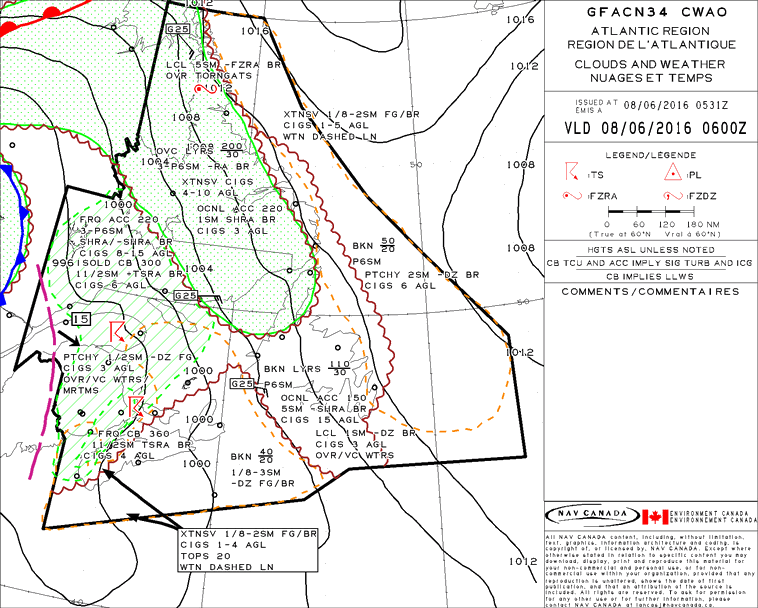 1016
1016
G25
LCL 5SM -FZRA BR
OVR TORNGATS
1012
1012
XTNSV 1/8-2SM FG/BR
CIGS 1-5 AGL
WTN DASHED LN
1008
1008
OVC LYRS 200/30
1004
3-P6SM -RA BR
XTNSV CIGS
4-10 AGL
50
1008
1000
OCNL ACC 220
1SM SHRA BR
CIGS 3 AGL
FRQ ACC 220
3-P6SM
SHRA/-SHRA BR
CIGS 8-15 AGL
996
ISOLD CB 300
1 1/2SM +TSRA BR
CIGS 6 AGL
1004
BKN 50/20
P6SM
PTCHY 2SM -DZ BR
CIGS 6 AGL
1008
G25
50
15
PTCHY 1/2SM -DZ FG
CIGS 3 AGL
OVR/VC WTRS
MRTMS
1000
1012
BKN LYRS 110/30
G25
P6SM
OCNL ACC 150
5SM -SHRA BR
CIGS 15 AGL
LCL 1SM -DZ BR
CIGS 3 AGL
OVR/VC WTRS
1000
FRQ CB 360
1 1/2SM TSRA BR
CIGS 4 AGL
1000
BKN 40/20
1/8-3SM
-DZ FG/BR
XTNSV 1/8-2SM FG/BR
CIGS 1-4 AGL
TOPS 20
WTN DASHED LN
1012
GFACN34 CWAO
ATLANTIC REGION
REGION DE L'ATLANTIQUE
CLOUDS AND WEATHER
NUAGES ET TEMPS
ISSUED AT 08/06/2016 0531Z
EMIS A
VLD 08/06/2016 0600Z
LEGEND/LEGENDE
:TS
:PL
:FZRA
:FZDZ
0 60 120 180 NM
(True at 60°N Vrai à 60°N)
HGTS ASL UNLESS NOTED
CB TCU AND ACC IMPLY SIG TURB AND ICG
CB IMPLIES LLWS
COMMENTS/COMMENTAIRES
NAV CANADA
ENVIRONMENT CANADA
ENVIRONNEMENT CANADA
All NAV CANADA content, including, without limitation,
text, graphics, information architecture and coding, is
copyright of, or licensed by, NAV CANADA. Except where
otherwise stated in relation to specific content you may
download, display, print and reproduce this material for
your non-commercial and personal use, or for non-
commercial use within your organization, provided that any
reproduction is unaltered, shows the date of first
publication, and that an attribution of the source is
included. All rights are reserved. To ask for permission
for any other use or for further information, please
contact NAV CANADA at